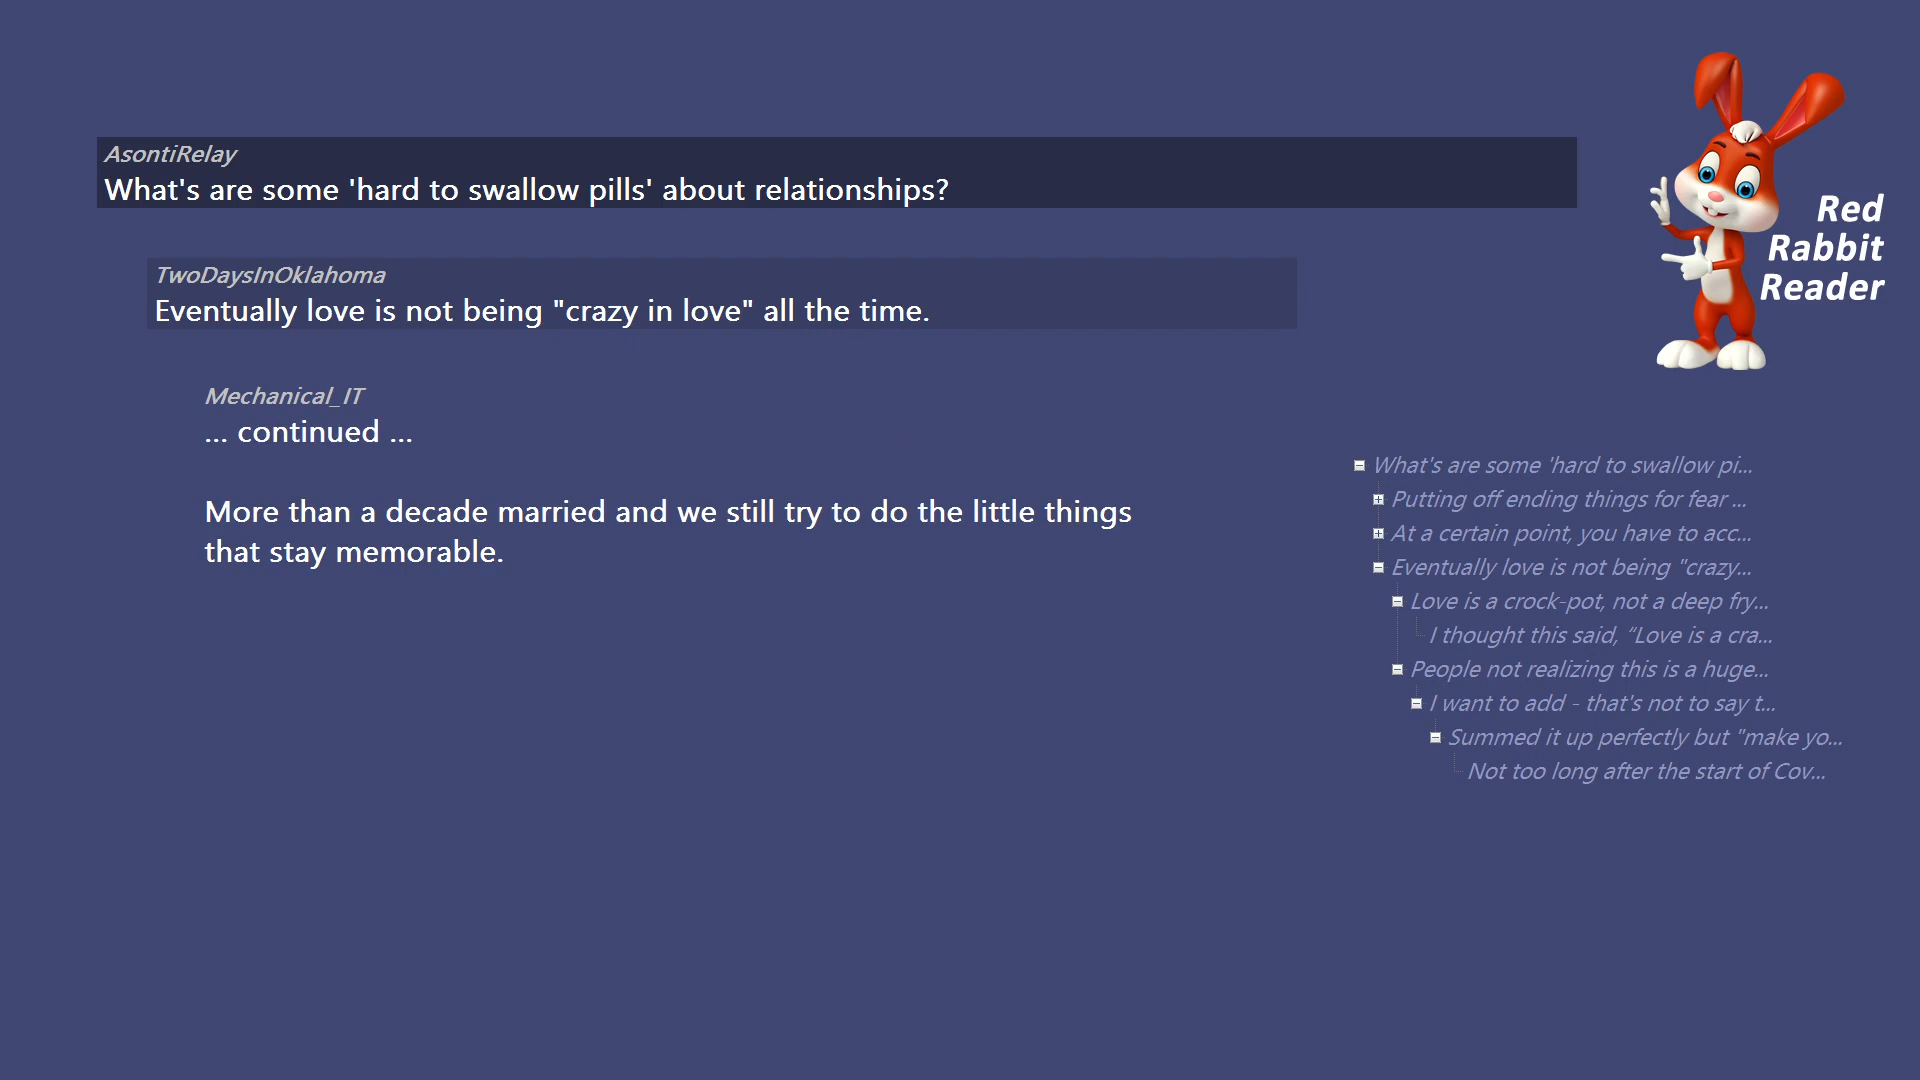 AsontiRelay
What's are some 'hard to swallow pills' about relationships?
TwoDaysInOklahoma
Eventually love is not being "crazy in love" all the time.
Mechanical_IT
... continued ...
More than a decade married and we still try to do the little things
that stay memorable.
Red
Rabbit
Reader
What's are some 'hard to swallow pi...
Putting off ending things for fear ...
At a certain point, you have to acc...
Eventually love is not being "crazy...
Love is a crock-pot, not a deep fry...
I thought this said, “Love is a cra...
People not realizing this is a huge...
I want to add - that's not to say t...
Summed it up perfectly but "make yo...
Not too long after the start of Cov...